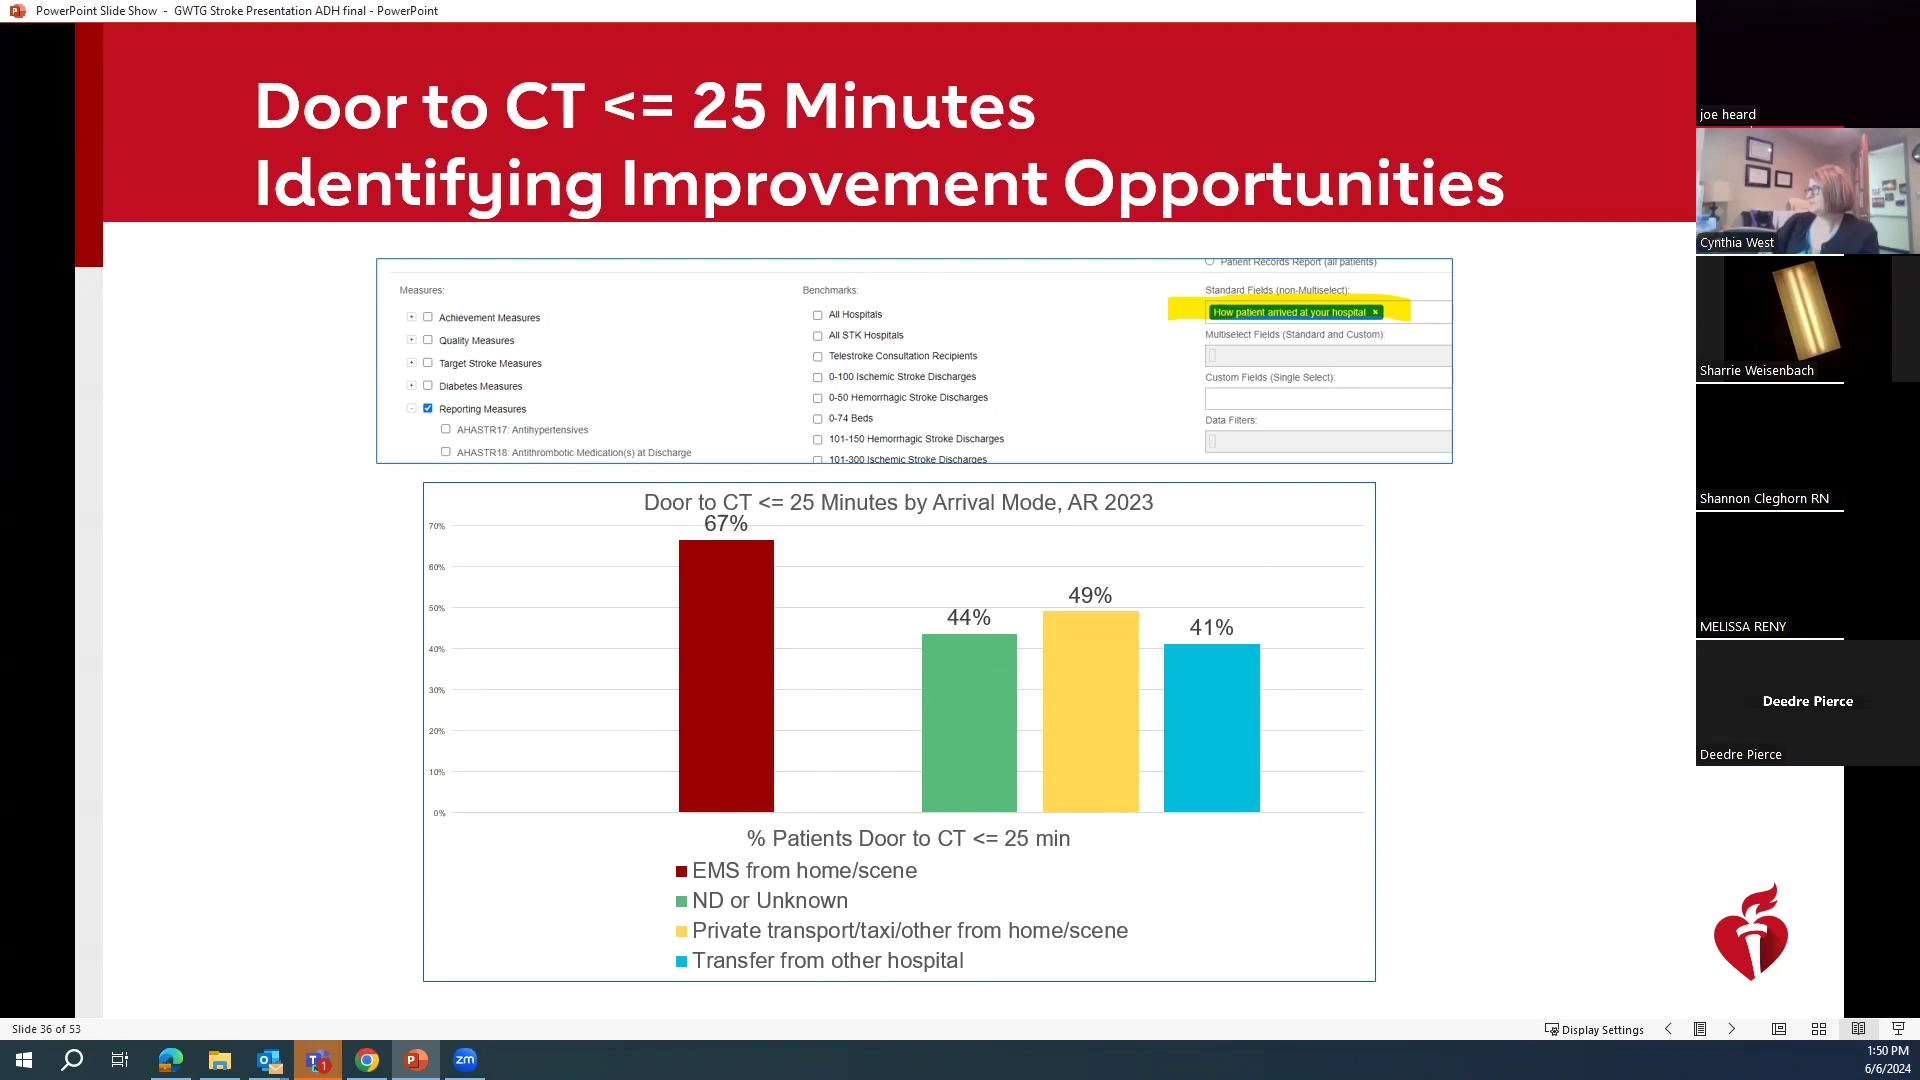 PowerPoint Slide Show - GWTG Stroke Presentation ADH final - PowerPoint
Door to CT <= 25 Minutes
Identifying Improvement Opportunities
Patient Records Report (all patients)
Measures:
Achievement Measures
Quality Measures
Target Stroke Measures
Diabetes Measures
Reporting Measures
AHASTR17: Antihypertensives
AHASTR18: Antithrombotic Medication(s) at Discharge
Benchmarks:
All Hospitals
All STK Hospitals
Telestroke Consultation Recipients
0-100 Ischemic Stroke Discharges
0-50 Hemorrhagic Stroke Discharges
0-74 Beds
101-150 Hemorrhagic Stroke Discharges
101-300 Ischemic Stroke Discharges
Standard Fields (non-Multiselect):
How patient arrived at your hospital ×
Multiselect Fields (Standard and Custom):
Custom Fields (Single Select):
Data Filters:
Door to CT <= 25 Minutes by Arrival Mode, AR 2023
70%
60%
50%
40%
30%
20%
10%
0%
67%
44%
49%
41%
% Patients Door to CT <= 25 min
EMS from home/scene
ND or Unknown
Private transport/taxi/other from home/scene
Transfer from other hospital
joe heard
Cynthia West
Sharrie Weisenbach
Shannon Cleghorn RN
MELISSA RENY
Deedre Pierce
Deedre Pierce
Slide 36 of 53
Display Settings
zm
1
1:50 PM
6/6/2024